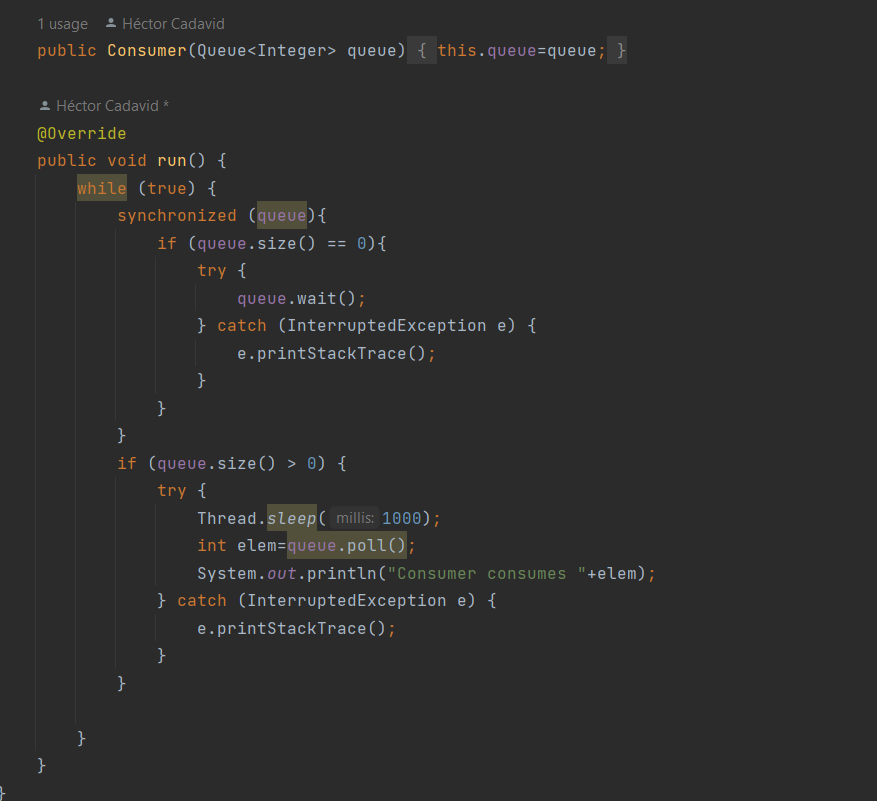 1 usage Héctor Cadavid
public Consumer(Queue<Integer> queue) { this.queue=queue; }
Héctor Cadavid *
@Override
public void run() {
while (true) {
synchronized (queue){
if (queue.size() == 0){
try {
queue.wait();
} catch (InterruptedException e) {
e.printStackTrace();
}
}
}
if (queue.size() > 0) {
try {
Thread.sleep( millis: 1000);
int elem=queue.poll();
System.out.println("Consumer consumes "+elem);
} catch (InterruptedException e) {
e.printStackTrace();
}
}
}
}
}